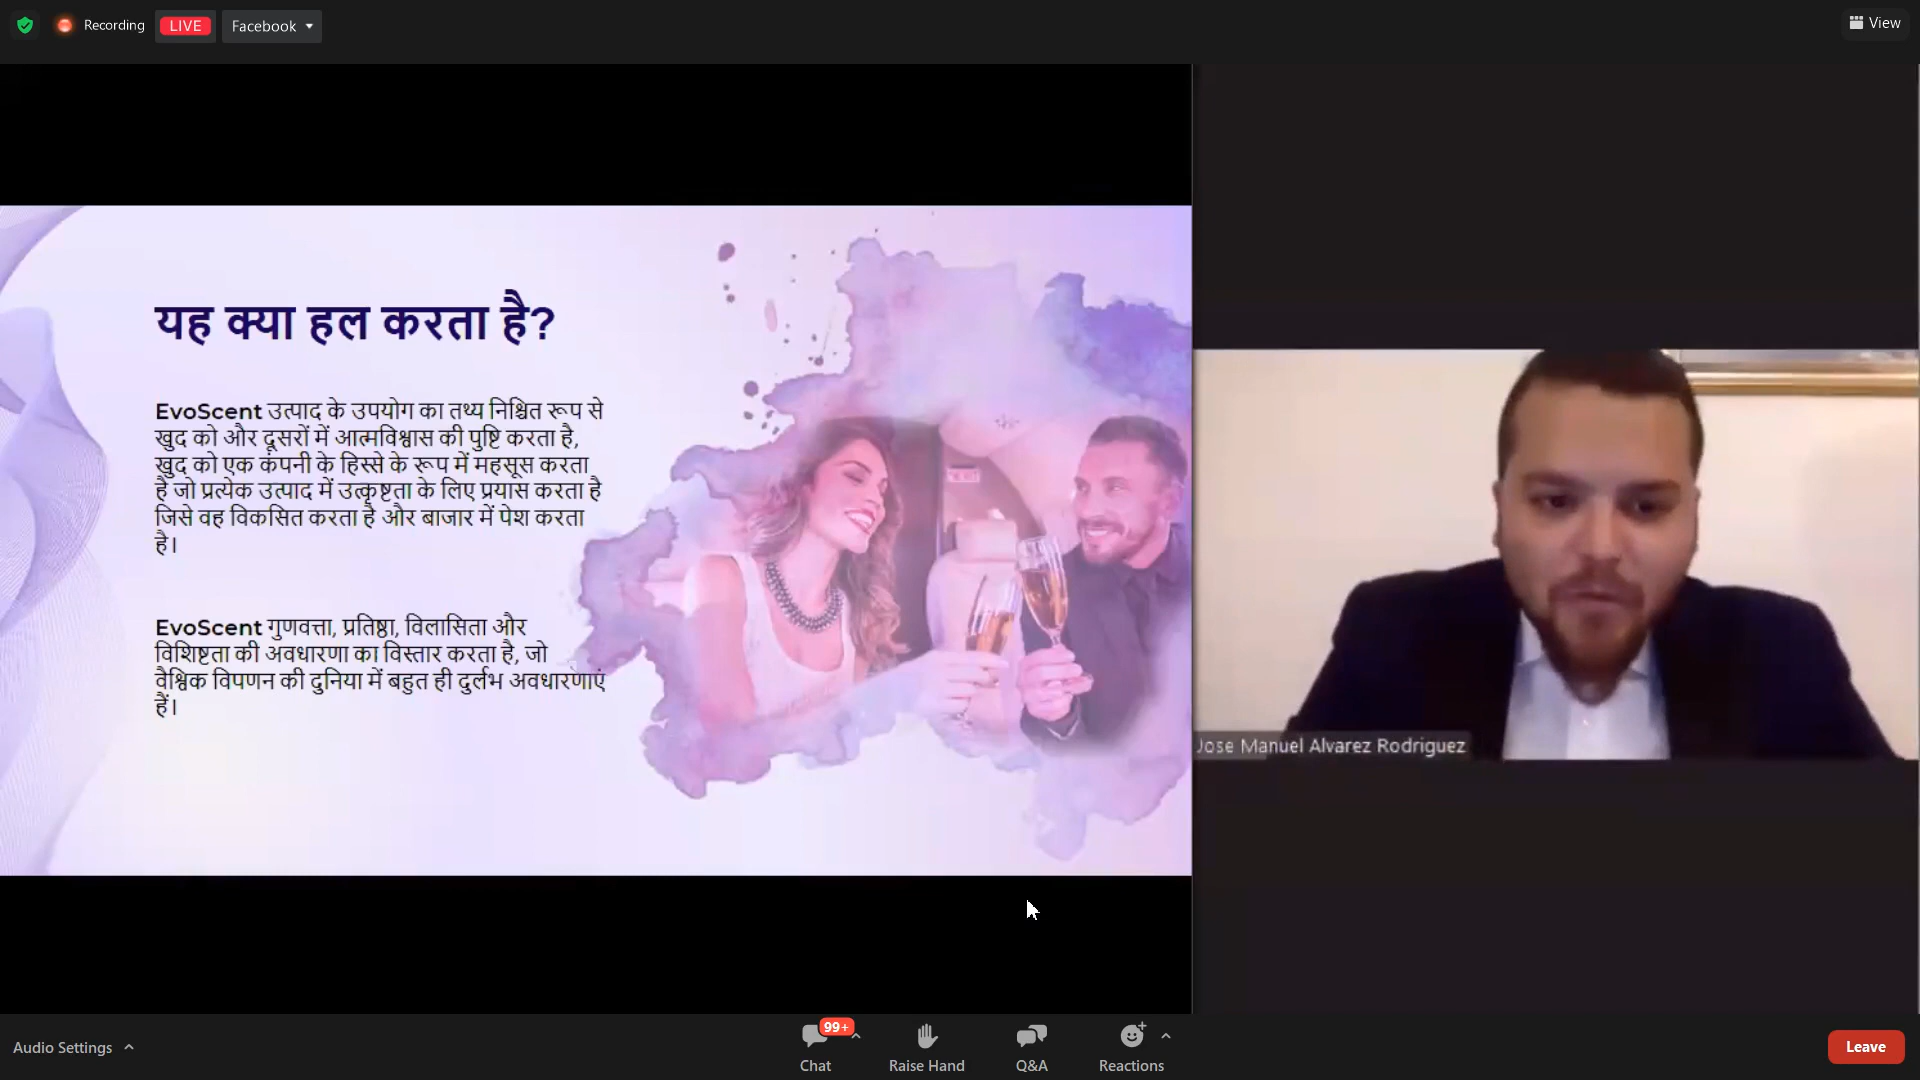 Recording
LIVE
Facebook
View
यह क्या हल करता है?
EvoScent उत्पाद के उपयोग का तथ्य निश्चित रूप से
खुद को और दूसरों में आत्मविश्वास की पुष्टि करता है,
खुद को एक कंपनी के हिस्से के रूप में महसूस करता
है जो प्रत्येक उत्पाद में उत्कृष्टता के लिए प्रयास करता है
जिसे वह विकसित करता है और बाजार में पेश करता
है।
EvoScent गुणवत्ता, प्रतिष्ठा, विलासिता और
विशिष्टता की अवधारणा का विस्तार करता है, जो
वैश्विक विपणन की दुनिया में बहुत ही दुर्लभ अवधारणाएं
हैं।
Jose Manuel Alvarez Rodriguez
Audio Settings
99+
Chat
Raise Hand
Q&A
Reactions
Leave